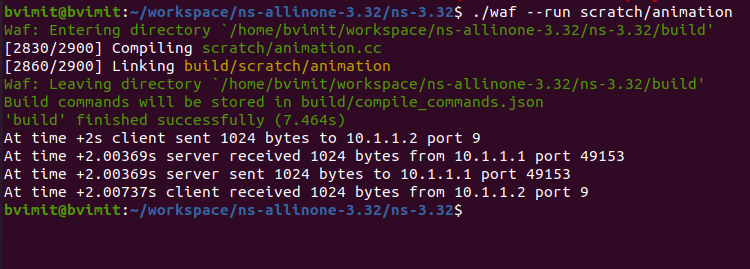 bvimit@bvimit:~/workspace/ns-allinone-3.32/ns-3.32$ ./waf --run scratch/animation
Waf: Entering directory `/home/bvimit/workspace/ns-allinone-3.32/ns-3.32/build'
[2830/2900] Compiling scratch/animation.cc
[2860/2900] Linking build/scratch/animation
Waf: Leaving directory `/home/bvimit/workspace/ns-allinone-3.32/ns-3.32/build'
Build commands will be stored in build/compile_commands.json
'build' finished successfully (7.464s)
At time +2s client sent 1024 bytes to 10.1.1.2 port 9
At time +2.00369s server received 1024 bytes from 10.1.1.1 port 49153
At time +2.00369s server sent 1024 bytes to 10.1.1.1 port 49153
At time +2.00737s client received 1024 bytes from 10.1.1.2 port 9
bvimit@bvimit:~/workspace/ns-allinone-3.32/ns-3.32$